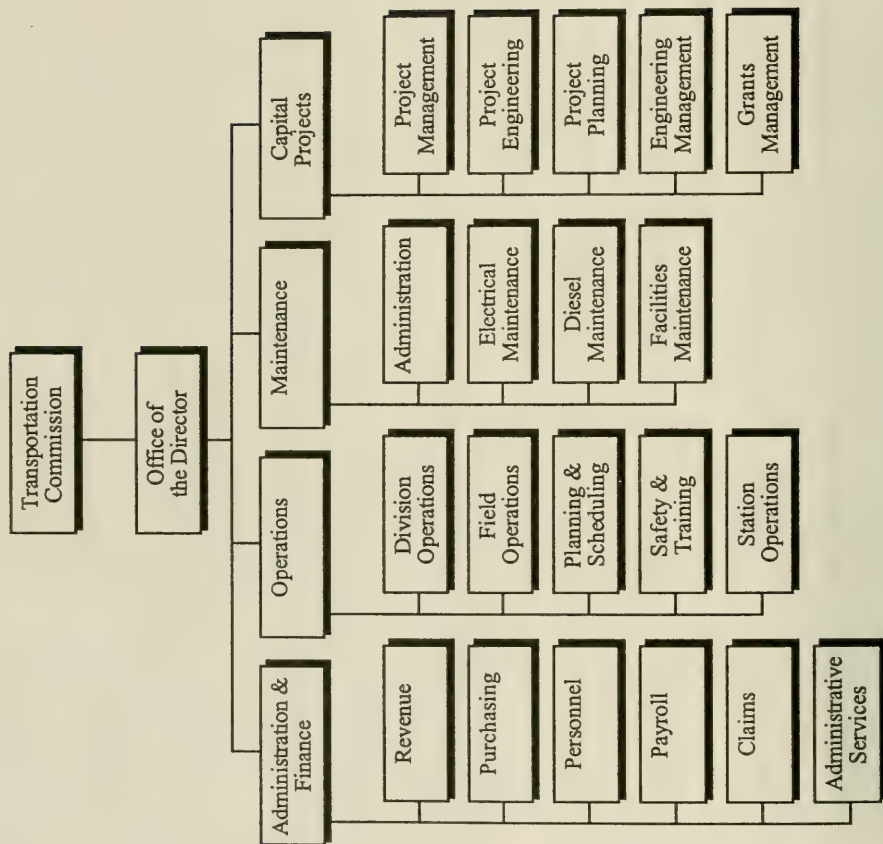 Transportation
Commission
Office of
the Director
Administration &
Finance
Revenue
Purchasing
Personnel
Payroll
Claims
Administrative
Services
Operations
Division
Operations
Field
Operations
Planning &
Scheduling
Safety &
Training
Station
Operations
Maintenance
Administration
Electrical
Maintenance
Diesel
Maintenance
Facilities
Maintenance
Capital
Projects
Project
Management
Project
Engineering
Project
Planning
Engineering
Management
Grants
Management